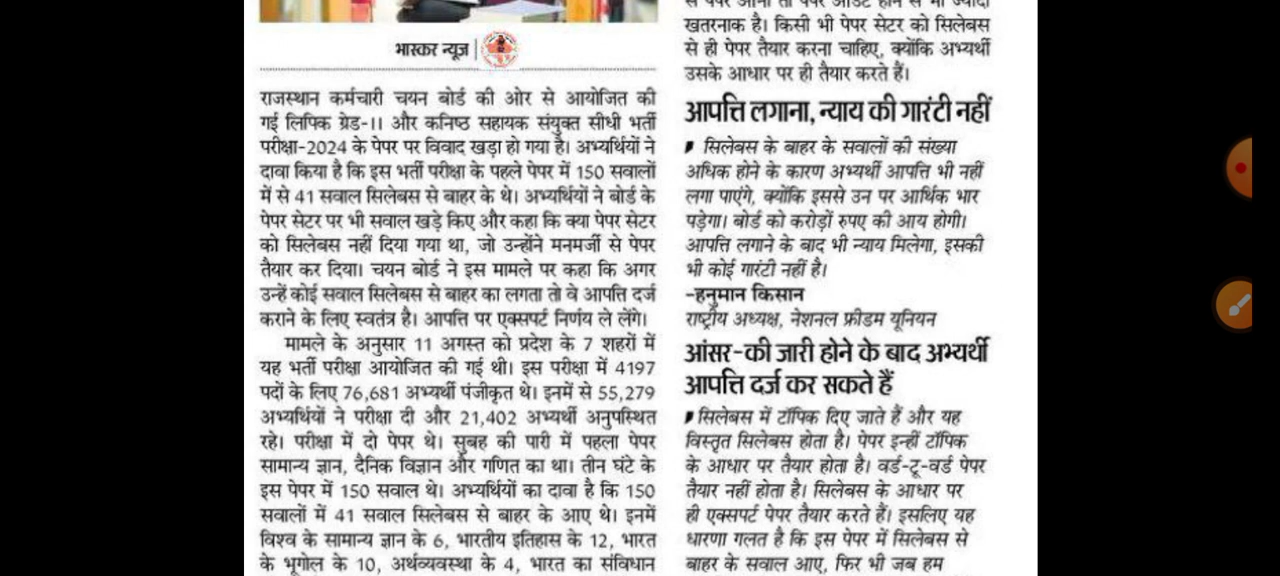 भास्कर न्यूज |
राजस्थान कर्मचारी चयन बोर्ड की ओर से आयोजित की
गई लिपिक ग्रेड-II और कनिष्ठ सहायक संयुक्त सीधी भर्ती
परीक्षा-2024 के पेपर पर विवाद खड़ा हो गया है। अभ्यर्थियों ने
दावा किया है कि इस भर्ती परीक्षा के पहले पेपर में 150 सवालों
में से 41 सवाल सिलेबस से बाहर के थे। अभ्यर्थियों ने बोर्ड के
पेपर सेटर पर भी सवाल खड़े किए और कहा कि क्या पेपर सेटर
को सिलेबस नहीं दिया गया था, जो उन्होंने मनमर्जी से पेपर
तैयार कर दिया। चयन बोर्ड ने इस मामले पर कहा कि अगर
उन्हें कोई सवाल सिलेबस से बाहर का लगता तो वे आपत्ति दर्ज
कराने के लिए स्वतंत्र है। आपत्ति पर एक्सपर्ट निर्णय ले लेंगे।
मामले के अनुसार 11 अगस्त को प्रदेश के 7 शहरों में
यह भर्ती परीक्षा आयोजित की गई थी। इस परीक्षा में 4197
पदों के लिए 76,681 अभ्यर्थी पंजीकृत थे। इनमें से 55,279
अभ्यर्थियों ने परीक्षा दी और 21,402 अभ्यर्थी अनुपस्थित
रहे। परीक्षा में दो पेपर थे। सुबह की पारी में पहला पेपर
सामान्य ज्ञान, दैनिक विज्ञान और गणित का था। तीन घंटे के
इस पेपर में 150 सवाल थे। अभ्यर्थियों का दावा है कि 150
सवालों में 41 सवाल सिलेबस से बाहर के आए थे। इनमें
विश्व के सामान्य ज्ञान के 6, भारतीय इतिहास के 12, भारत
के भूगोल के 10, अर्थव्यवस्था के 4, भारत का संविधान
से पेपर आना तो पेपर आउट होने से भी ज्यादा
खतरनाक है। किसी भी पेपर सेटर को सिलेबस
से ही पेपर तैयार करना चाहिए, क्योंकि अभ्यर्थी
उसके आधार पर ही तैयार करते हैं।
आपत्ति लगाना, न्याय की गारंटी नहीं
सिलेबस के बाहर के सवालों की संख्या
अधिक होने के कारण अभ्यर्थी आपत्ति भी नहीं
लगा पाएंगे, क्योंकि इससे उन पर आर्थिक भार
पड़ेगा। बोर्ड को करोड़ों रुपए की आय होगी।
आपत्ति लगाने के बाद भी न्याय मिलेगा, इसकी
भी कोई गारंटी नहीं है।
-हनुमान किसान
राष्ट्रीय अध्यक्ष, नेशनल फ्रीडम यूनियन
आंसर-की जारी होने के बाद अभ्यर्थी
आपत्ति दर्ज कर सकते हैं
सिलेबस में टॉपिक दिए जाते हैं और यह
विस्तृत सिलेबस होता है। पेपर इन्हीं टॉपिक
के आधार पर तैयार होता है। वर्ड-टू-वर्ड पेपर
तैयार नहीं होता है। सिलेबस के आधार पर
ही एक्सपर्ट पेपर तैयार करते हैं। इसलिए यह
धारणा गलत है कि इस पेपर में सिलेबस से
बाहर के सवाल आए, फिर भी जब हम